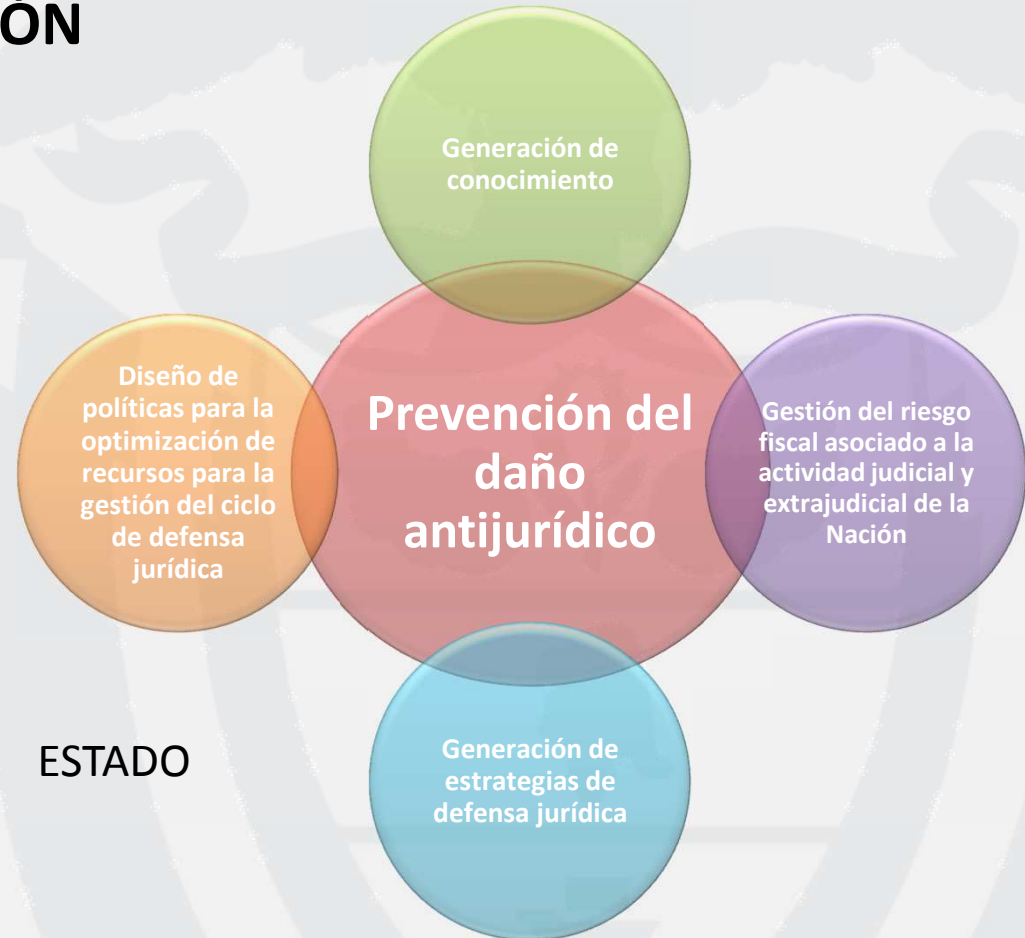 ÓN
Generación de
conocimiento
Diseño de
políticas para la
optimización de
recursos para la
gestión del ciclo
de defensa
jurídica
Prevención del
daño
antijurídico
Gestión del riesgo
fiscal asociado a la
actividad judicial y
extrajudicial de la
Nación
ESTADO
Generación de
estrategias de
defensa jurídica